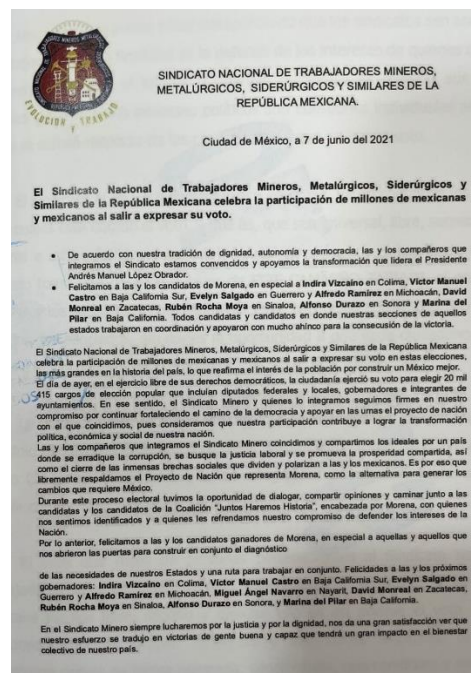 EVOLUCION Y TRABAJO
SINDICATO NACIONAL DE TRABAJADORES MINEROS,
METALÚRGICOS, SIDERÚRGICOS Y SIMILARES DE LA
REPÚBLICA MEXICANA.
Ciudad de México, a 7 de junio del 2021
El Sindicato Nacional de Trabajadores Mineros, Metalúrgicos, Siderúrgicos y
Similares de la República Mexicana celebra la participación de millones de mexicanas
y mexicanos al salir a expresar su voto.
• De acuerdo con nuestra tradición de dignidad, autonomía y democracia, las y los compañeros que
integramos el Sindicato estamos convencidos y apoyamos la transformación que lidera el Presidente
Andrés Manuel López Obrador.
• Felicitamos a las y los candidatos de Morena, en especial a Indira Vizcaino en Colima, Victor Manuel
Castro en Baja California Sur, Evelyn Salgado en Guerrero y Alfredo Ramírez en Michoacán, David
Monreal en Zacatecas, Rubén Rocha Moya en Sinaloa, Alfonso Durazo en Sonora y Marina del
Pilar en Baja California. Todos candidatas y candidatos en donde nuestras secciones de aquellos
estados trabajaron en coordinación y apoyaron con mucho ahínco para la consecución de la victoria.
El Sindicato Nacional de Trabajadores Mineros, Metalúrgicos, Siderúrgicos y Similares de la República Mexicana
celebra la participación de millones de mexicanas y mexicanos al salir a expresar su voto en estas elecciones,
las más grandes en la historia del país, lo que reafirma el interés de la población por construir un México mejor.
El día de ayer, en el ejercicio libre de sus derechos democráticos, la ciudadanía ejerció su voto para elegir 20 mil
415 cargos de elección popular que incluían diputados federales y locales, gobernadores e integrantes de
ayuntamientos. En ese sentido, el Sindicato Minero y quienes lo integramos seguimos firmes en nuestro
compromiso por continuar fortaleciendo el camino de la democracia y apoyar en las urnas el proyecto de nación
con el que coincidimos, pues consideramos que nuestra participación contribuye a lograr la transformación
política, económica y social de nuestra nación.
Las y los compañeros que integramos el Sindicato Minero coincidimos y compartimos los ideales por un país
donde se erradique la corrupción, se busque la justicia laboral y se promueva la prosperidad compartida, así
como el cierre de las inmensas brechas sociales que dividen y polarizan a las y los mexicanos. Es por eso que
libremente respaldamos el Proyecto de Nación que representa Morena, como la alternativa para generar los
cambios que requiere México.
Durante este proceso electoral tuvimos la oportunidad de dialogar, compartir opiniones y caminar junto a las
candidatas y los candidatos de la Coalición "Juntos Haremos Historia", encabezada por Morena, con quienes
nos sentimos identificados y a quienes les refrendamos nuestro compromiso de defender los intereses de la
Nación.
Por lo anterior, felicitamos a las y los candidatos ganadores de Morena, en especial a aquellas y aquellos que
nos abrieron las puertas para construir en conjunto el diagnóstico
de las necesidades de nuestros Estados y una ruta para trabajar en conjunto. Felicidades a las y los próximos
gobernadores: Indira Vizcaino en Colima, Victor Manuel Castro en Baja California Sur, Evelyn Salgado en
Guerrero y Alfredo Ramírez en Michoacán, Miguel Ángel Navarro en Nayarit, David Monreal en Zacatecas,
Rubén Rocha Moya en Sinaloa, Alfonso Durazo en Sonora, y Marina del Pilar en Baja California.
En el Sindicato Minero siempre lucharemos por la justicia y por la dignidad, nos da una gran satisfacción ver que
nuestro esfuerzo se tradujo en victorias de gente buena y capaz que tendrá un gran impacto en el bienestar
colectivo de nuestro país.